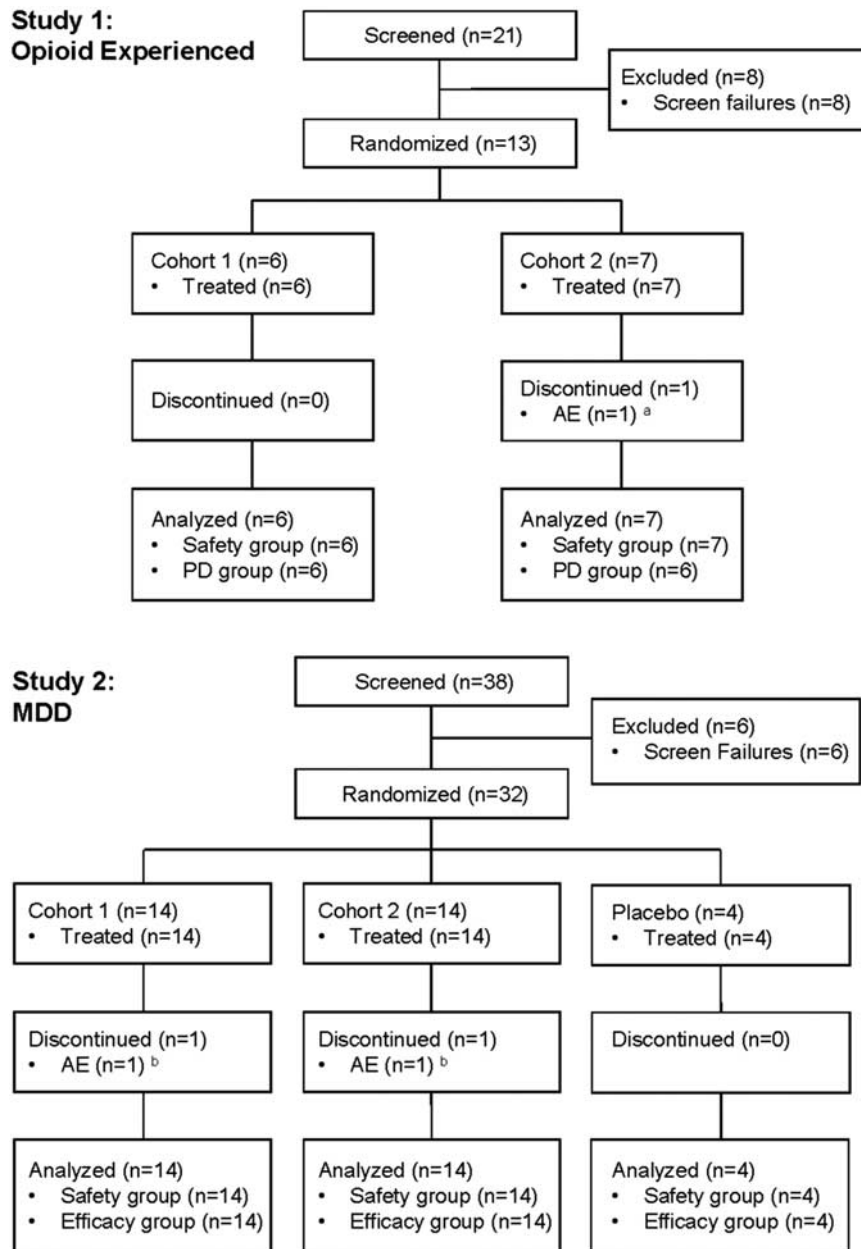 Study 1:
Opioid Experienced
Screened (n=21)
Excluded (n=8)
• Screen failures (n=8)
Randomized (n=13)
Cohort 1 (n=6)
• Treated (n=6)
Cohort 2 (n=7)
• Treated (n=7)
Discontinued (n=0)
Discontinued (n=1)
• AE (n=1) a
Analyzed (n=6)
• Safety group (n=6)
• PD group (n=6)
Analyzed (n=7)
• Safety group (n=7)
• PD group (n=6)
Study 2:
MDD
Screened (n=38)
Excluded (n=6)
• Screen Failures (n=6)
Randomized (n=32)
Cohort 1 (n=14)
• Treated (n=14)
Cohort 2 (n=14)
• Treated (n=14)
Placebo (n=4)
• Treated (n=4)
Discontinued (n=1)
• AE (n=1) b
Discontinued (n=1)
• AE (n=1) b
Discontinued (n=0)
Analyzed (n=14)
• Safety group (n=14)
• Efficacy group (n=14)
Analyzed (n=14)
• Safety group (n=14)
• Efficacy group (n=14)
Analyzed (n=4)
• Safety group (n=4)
• Efficacy group (n=4)